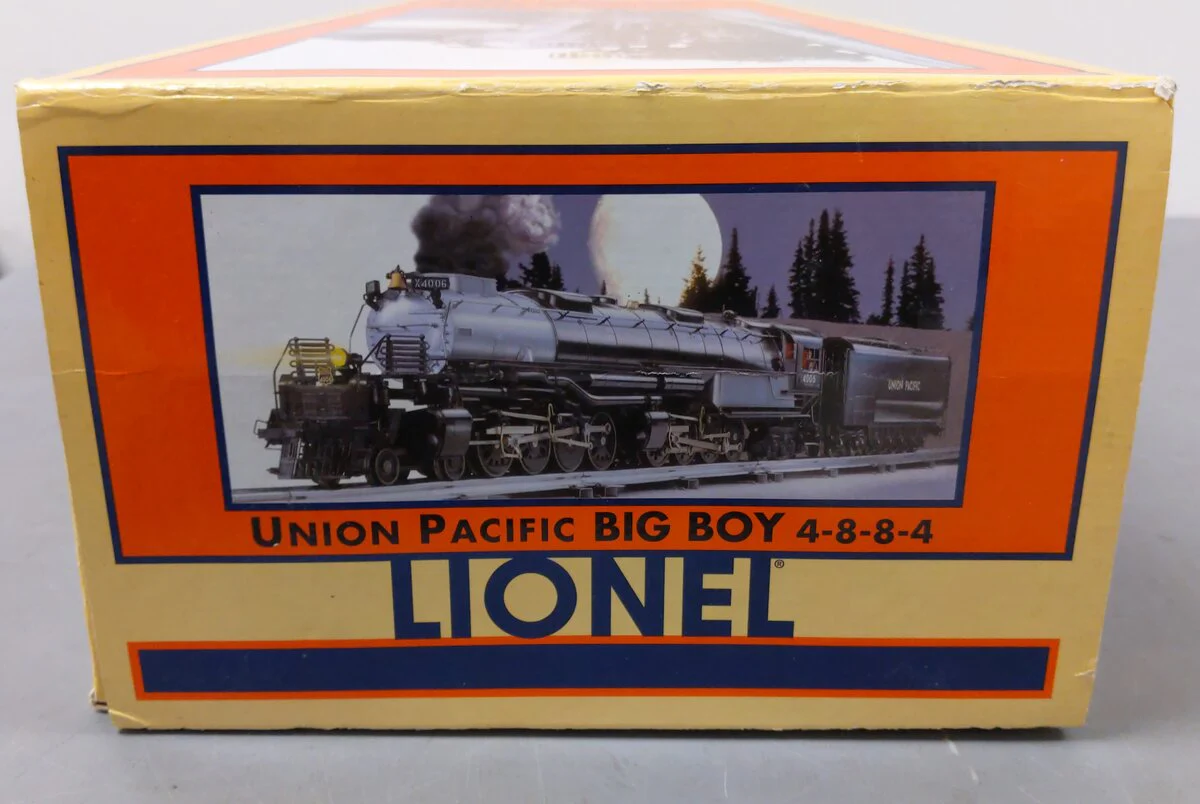 X4006
4006
UNION PACIFIC
UNION PACIFIC BIG BOY 4-8-8-4
LIONEL®